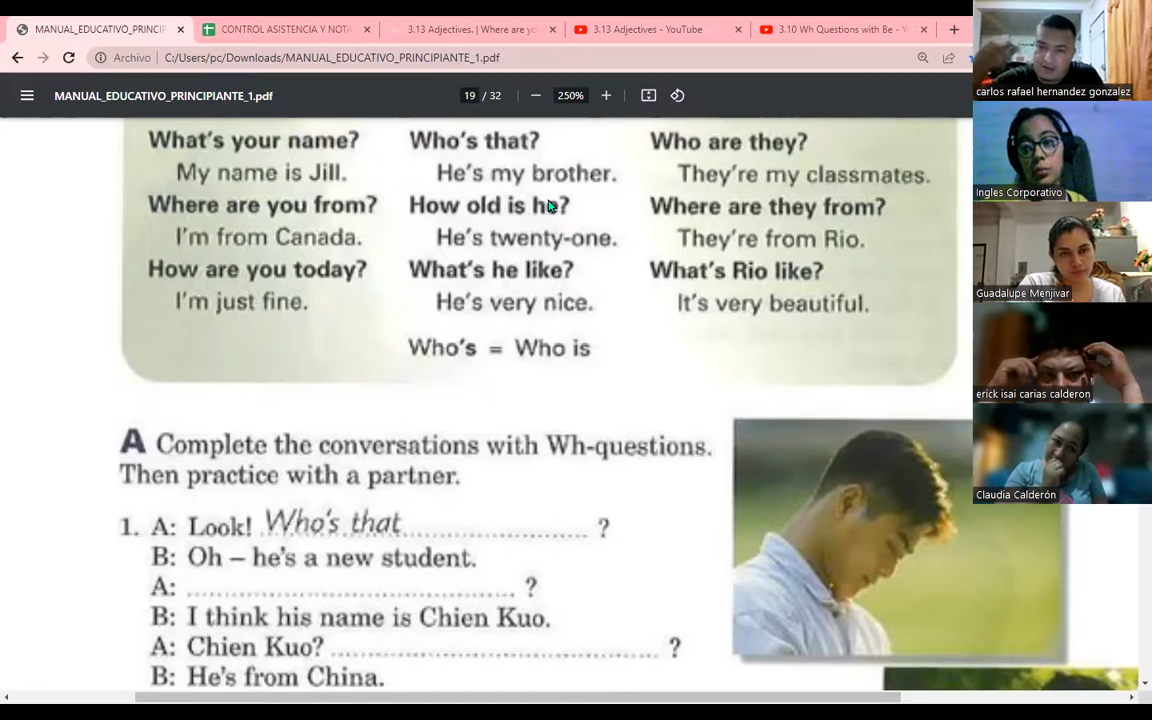 MANUAL_EDUCATIVO_PRINCIP
CONTROL ASISTENCIA Y NOTA
3.13 Adjectives. | Where are yo
3.13 Adjectives - YouTube
3.10 Wh Questions with Be - Y
Archivo
C:/Users/pc/Downloads/MANUAL_EDUCATIVO_PRINCIPIANTE_1.pdf
MANUAL_EDUCATIVO_PRINCIPIANTE_1.pdf
19 / 32
250%
What's your name?
My name is Jill.
Where are you from?
I'm from Canada.
How are you today?
I'm just fine.
Who's that?
He's my brother.
How old is he?
He's twenty-one.
What's he like?
He's very nice.
Who's = Who is
Who are they?
They're my classmates.
Where are they from?
They're from Rio.
What's Rio like?
It's very beautiful.
A Complete the conversations with Wh-questions.
Then practice with a partner.
1. A: Look! Who's that ?
B: Oh – he's a new student.
A: ?
B: I think his name is Chien Kuo.
A: Chien Kuo? ?
B: He's from China.
carlos rafael hernandez gonzalez
Ingles Corporativo
Guadalupe Menjivar
erick isai carias calderon
Claudia Calderón